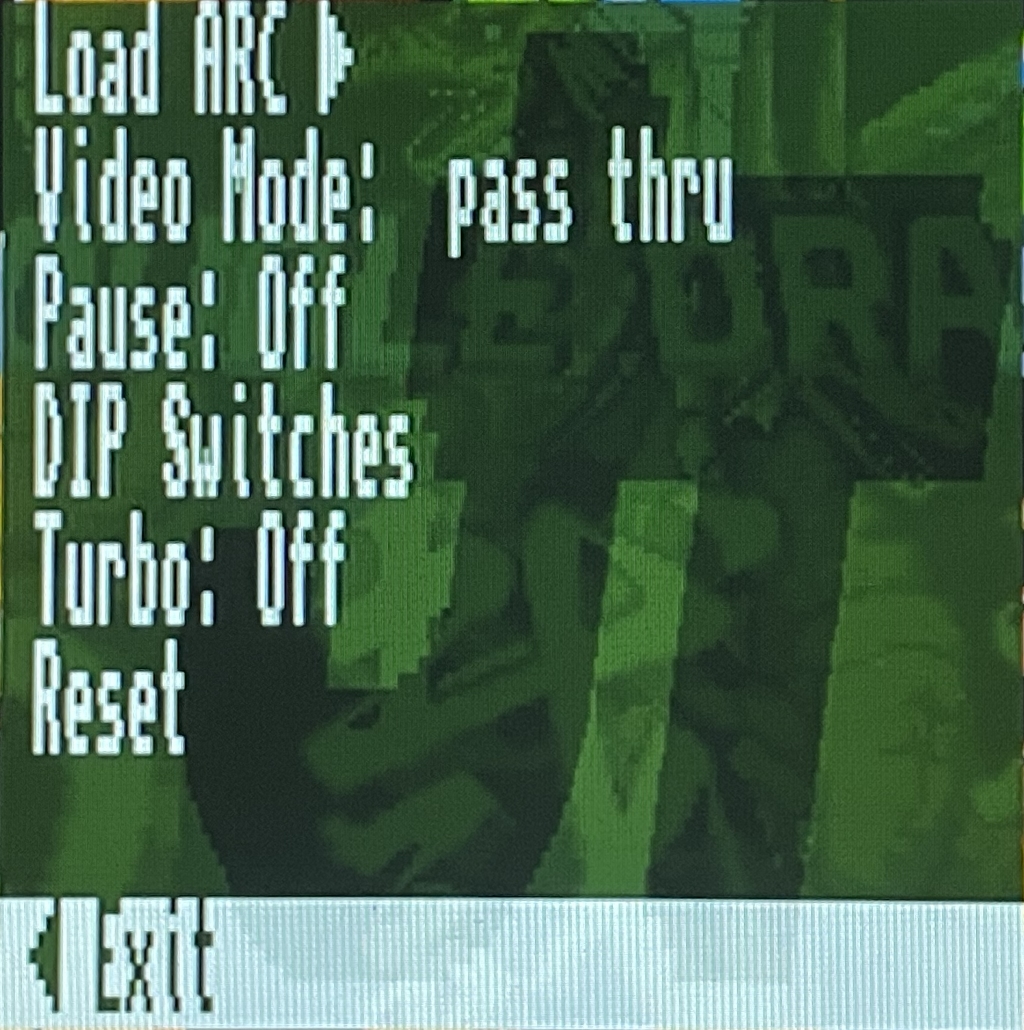 Load ARC ▶
Video Mode: pass thru
Pause: Off
DIP Switches
Turbo: Off
Reset
◀ Exit